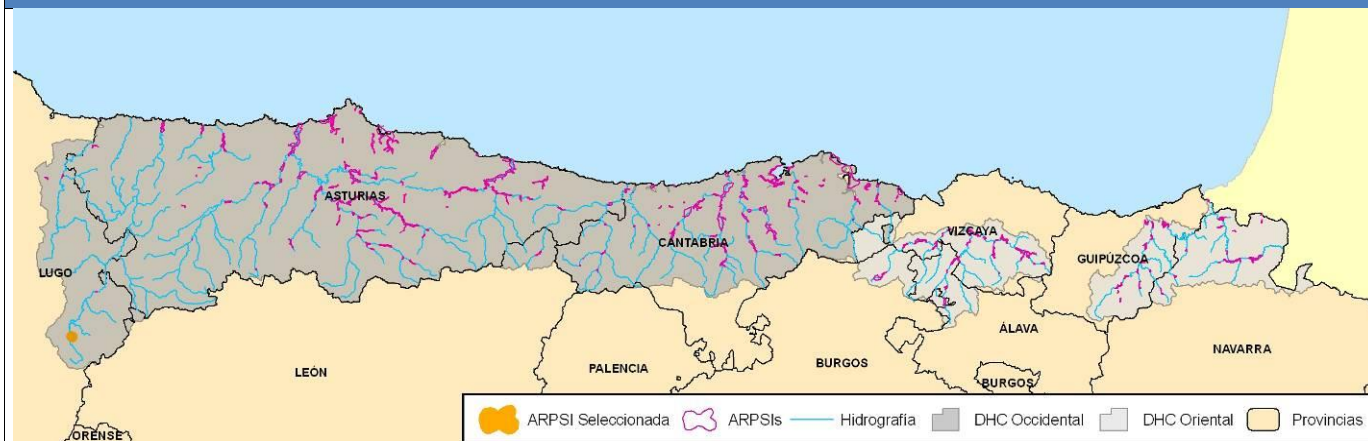 ASTURIAS
VIZCAYA
CANTABRIA
GUIPÚZCOA
LUGO
ÁLAVA
NAVARRA
LEÓN
PALENCIA
BURGOS
BURGOS
ORENSE
ARPSI Seleccionada
ARPSIs
Hidrografía
DHC Occidental
DHC Oriental
Provincias